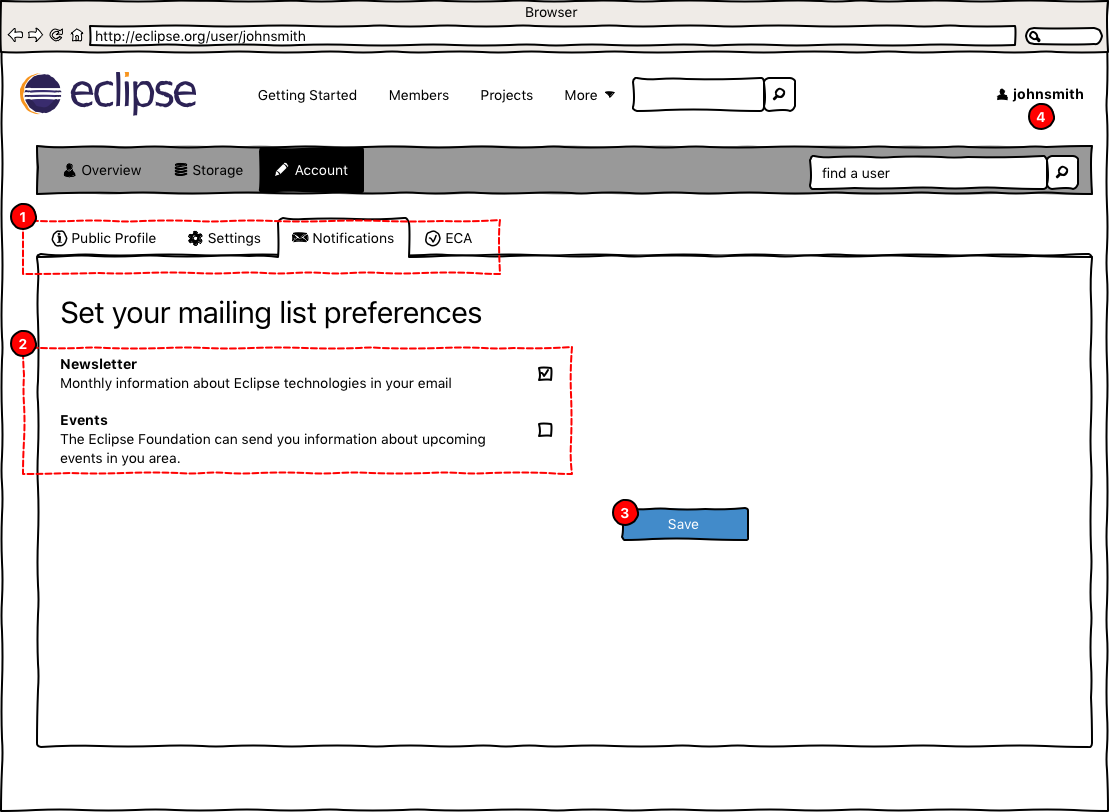 Browser
http://eclipse.org/user/johnsmith
eclipse
Getting Started Members Projects More
johnsmith
4
Overview Storage Account find a user
1
Public Profile Settings Notifications ECA
Set your mailing list preferences
2
Newsletter
Monthly information about Eclipse technologies in your email
Events
The Eclipse Foundation can send you information about upcoming
events in you area.
3
Save